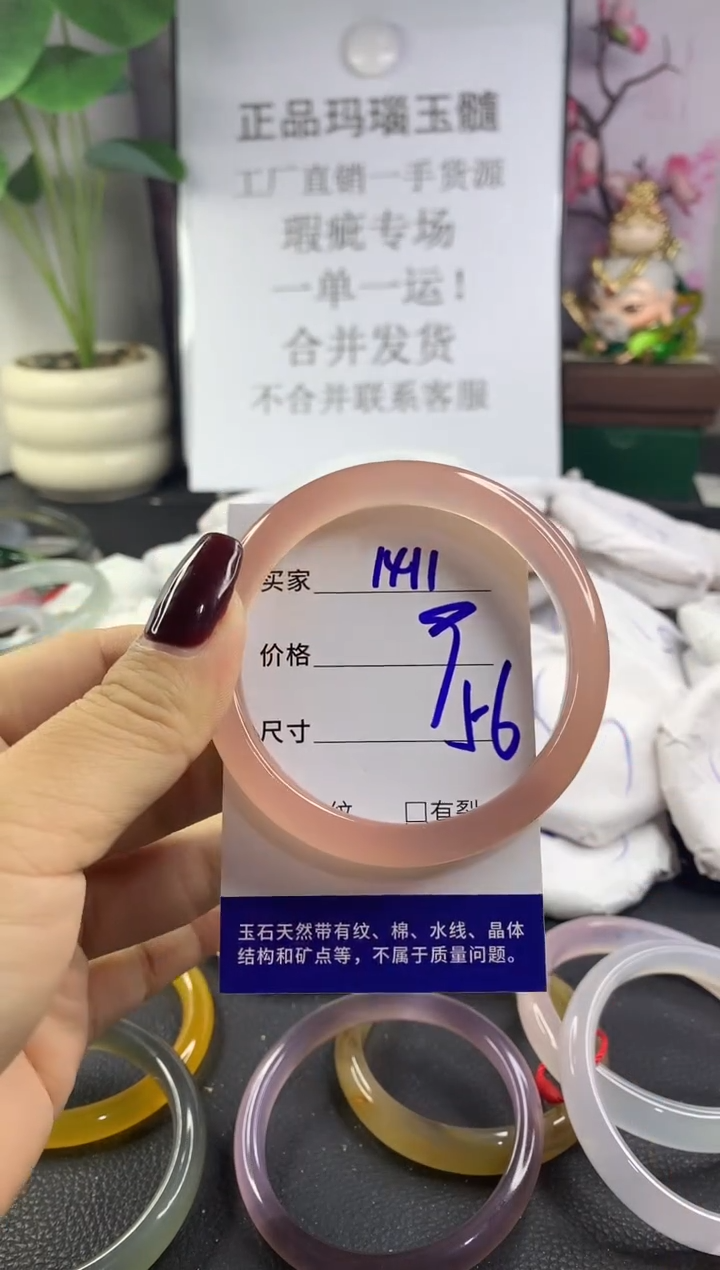 正品玛瑙玉髓
工厂直销一手货源
瑕疵专场
一单一运！
合并发货
不合并联系客服
买家 1411
价格
尺寸 56
纹 □有裂
玉石天然带有纹、棉、水线、晶体
结构和矿点等，不属于质量问题。